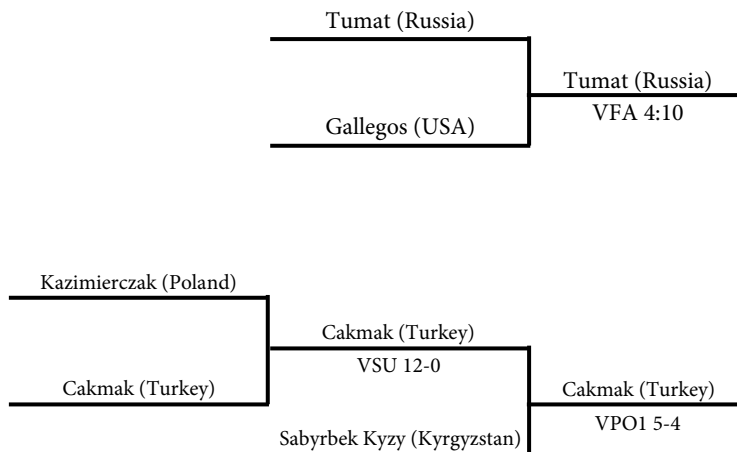 Tumat (Russia)
Tumat (Russia)
VFA 4:10
Gallegos (USA)
Kazimierczak (Poland)
Cakmak (Turkey)
VSU 12-0
Cakmak (Turkey)
Cakmak (Turkey)
VPO1 5-4
Sabyrbek Kyzy (Kyrgyzstan)